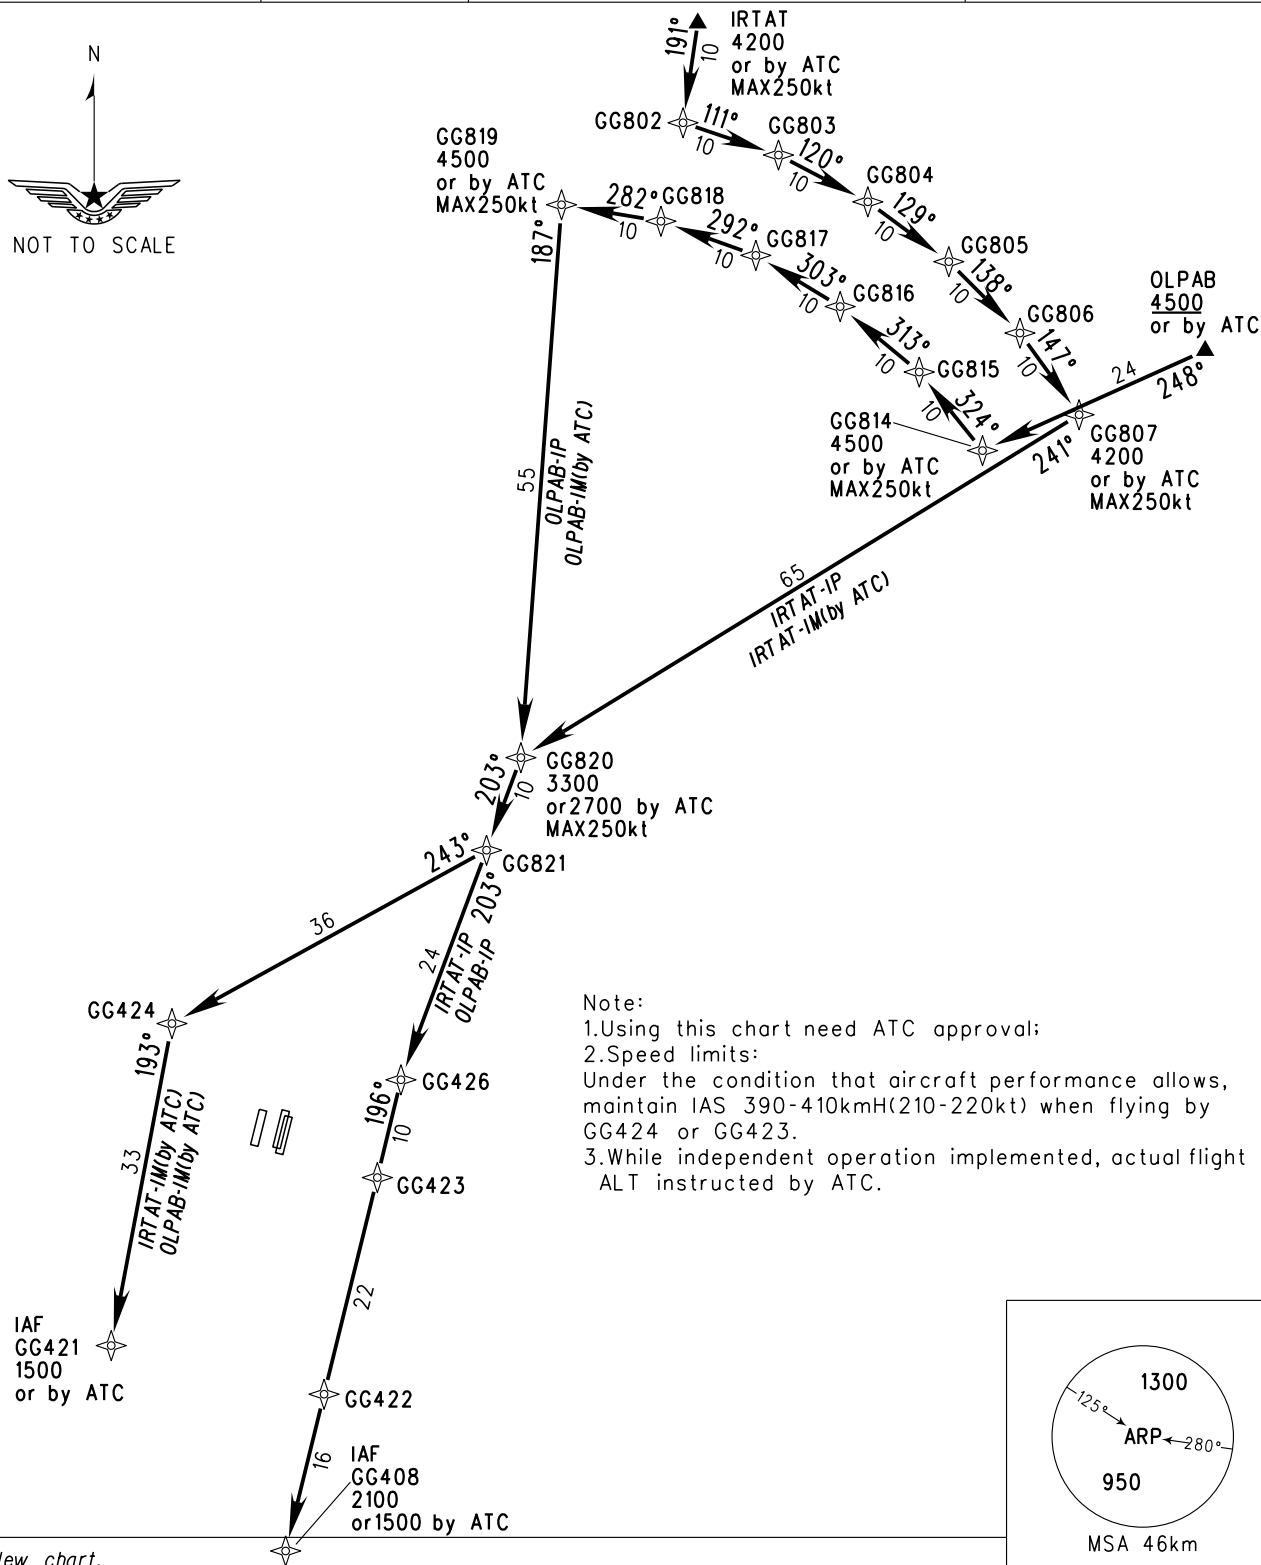 N
NOT TO SCALE
IRTAT
4200
or by ATC
MAX250kt
191°
10
GG802
111°
10
GG803
120°
10
GG804
129°
10
GG805
138°
10
GG806
147°
10
OLPAB
4500
or by ATC
24
248°
GG807
4200
or by ATC
MAX250kt
241°
GG814
4500
or by ATC
MAX250kt
324°
10
GG815
313°
10
GG816
303°
10
GG817
292°
10
GG818
282°
10
GG819
4500
or by ATC
MAX250kt
187°
55
OLPAB-IP
OLPAB-IM(by ATC)
65
IRTAT-IP
IRTAT-IM(by ATC)
GG820
3300
or2700 by ATC
MAX250kt
203°
10
GG821
243°
36
203°
24
IRTAT-IP
OLPAB-IP
GG424
193°
33
IRTAT-IM(by ATC)
OLPAB-IM(by ATC)
IAF
GG421
1500
or by ATC
GG426
196°
10
GG423
22
GG422
16
IAF
GG408
2100
or1500 by ATC
Note:
1.Using this chart need ATC approval;
2.Speed limits:
Under the condition that aircraft performance allows,
maintain IAS 390-410kmH(210-220kt) when flying by
GG424 or GG423.
3.While independent operation implemented, actual flight
ALT instructed by ATC.
1300
125°
ARP
280°
950
MSA 46km
chart.